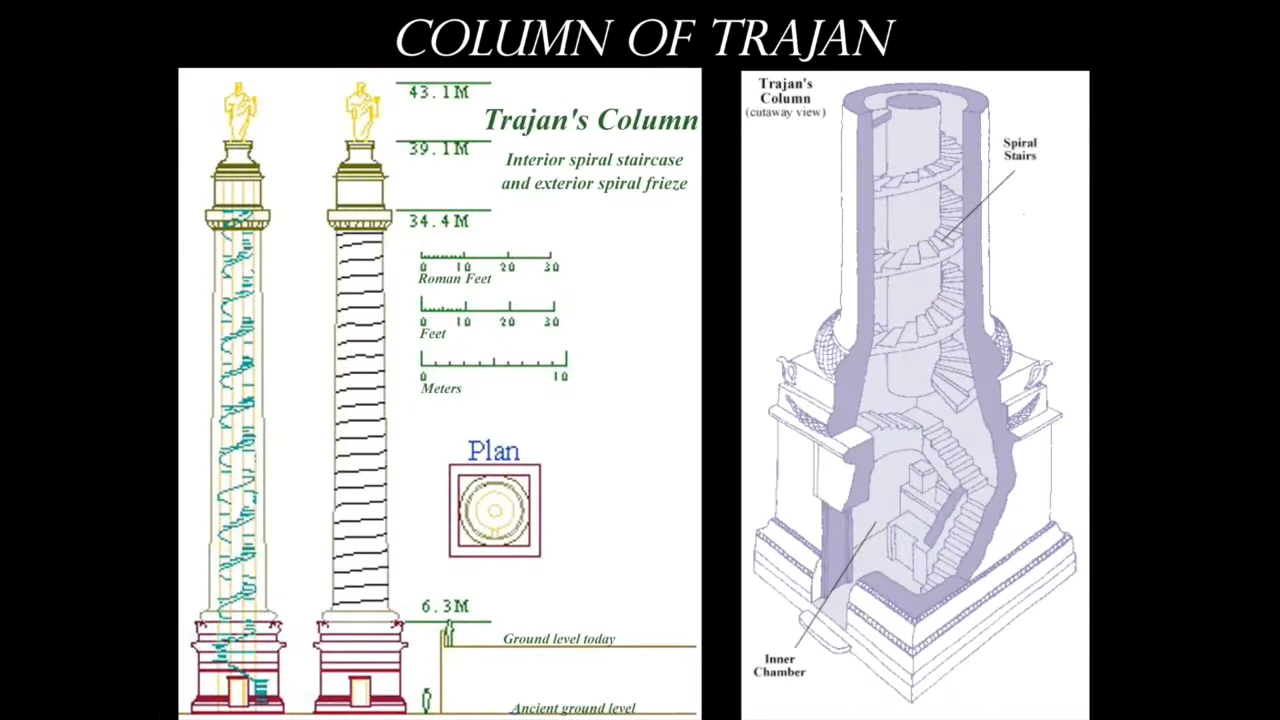 COLUMN OF TRAJAN
43.1M
39.1M
34.4M
Trajan's Column
Interior spiral staircase
and exterior spiral frieze
0 10 20 30
Roman Feet
0 10 20 30
Feet
0 10
Meters
Plan
6.3M
Ground level today
Ancient ground level
Trajan's
Column
(cutaway view)
Spiral
Stairs
Inner
Chamber